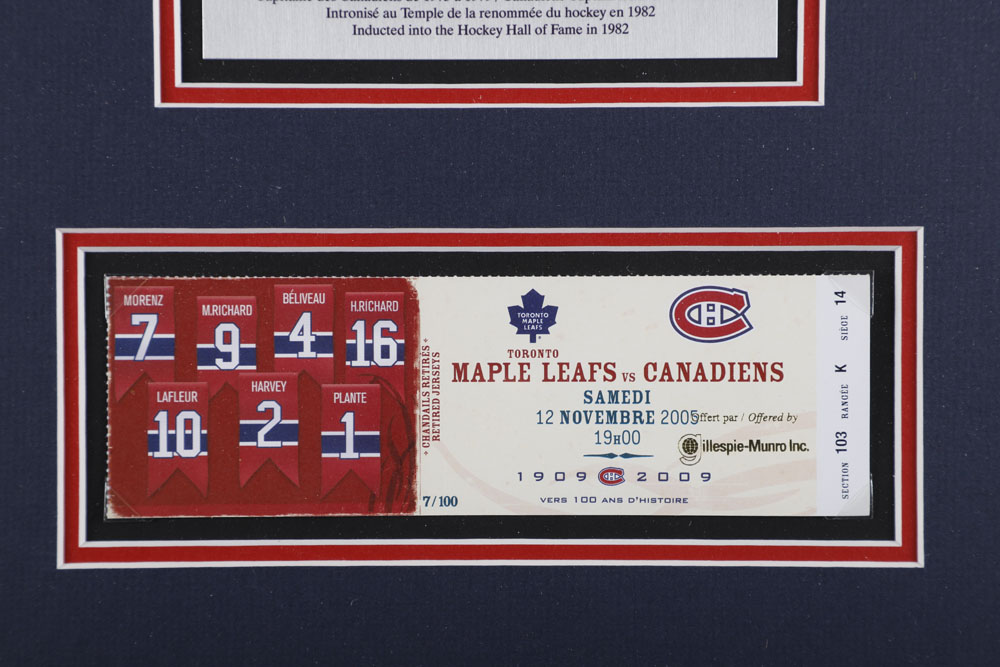 Intronisé au Temple de la renommée du hockey en 1982
Inducted into the Hockey Hall of Fame in 1982
MORENZ
7
M.RICHARD
9
BÉLIVEAU
4
H.RICHARD
16
LAFLEUR
10
HARVEY
2
PLANTE
1
CHANDAILS RETIRÉS
RETIRED JERSEYS
TORONTO
MAPLE
LEAFS
TORONTO
MAPLE LEAFS VS CANADIENS
SAMEDI
12 NOVEMBRE 2005
19H00
offert par / Offered by
illespie-Munro Inc.
1909 2009
7/100
VERS 100 ANS D'HISTOIRE
SECTION 103 RANGÉE K SIÈGE 14